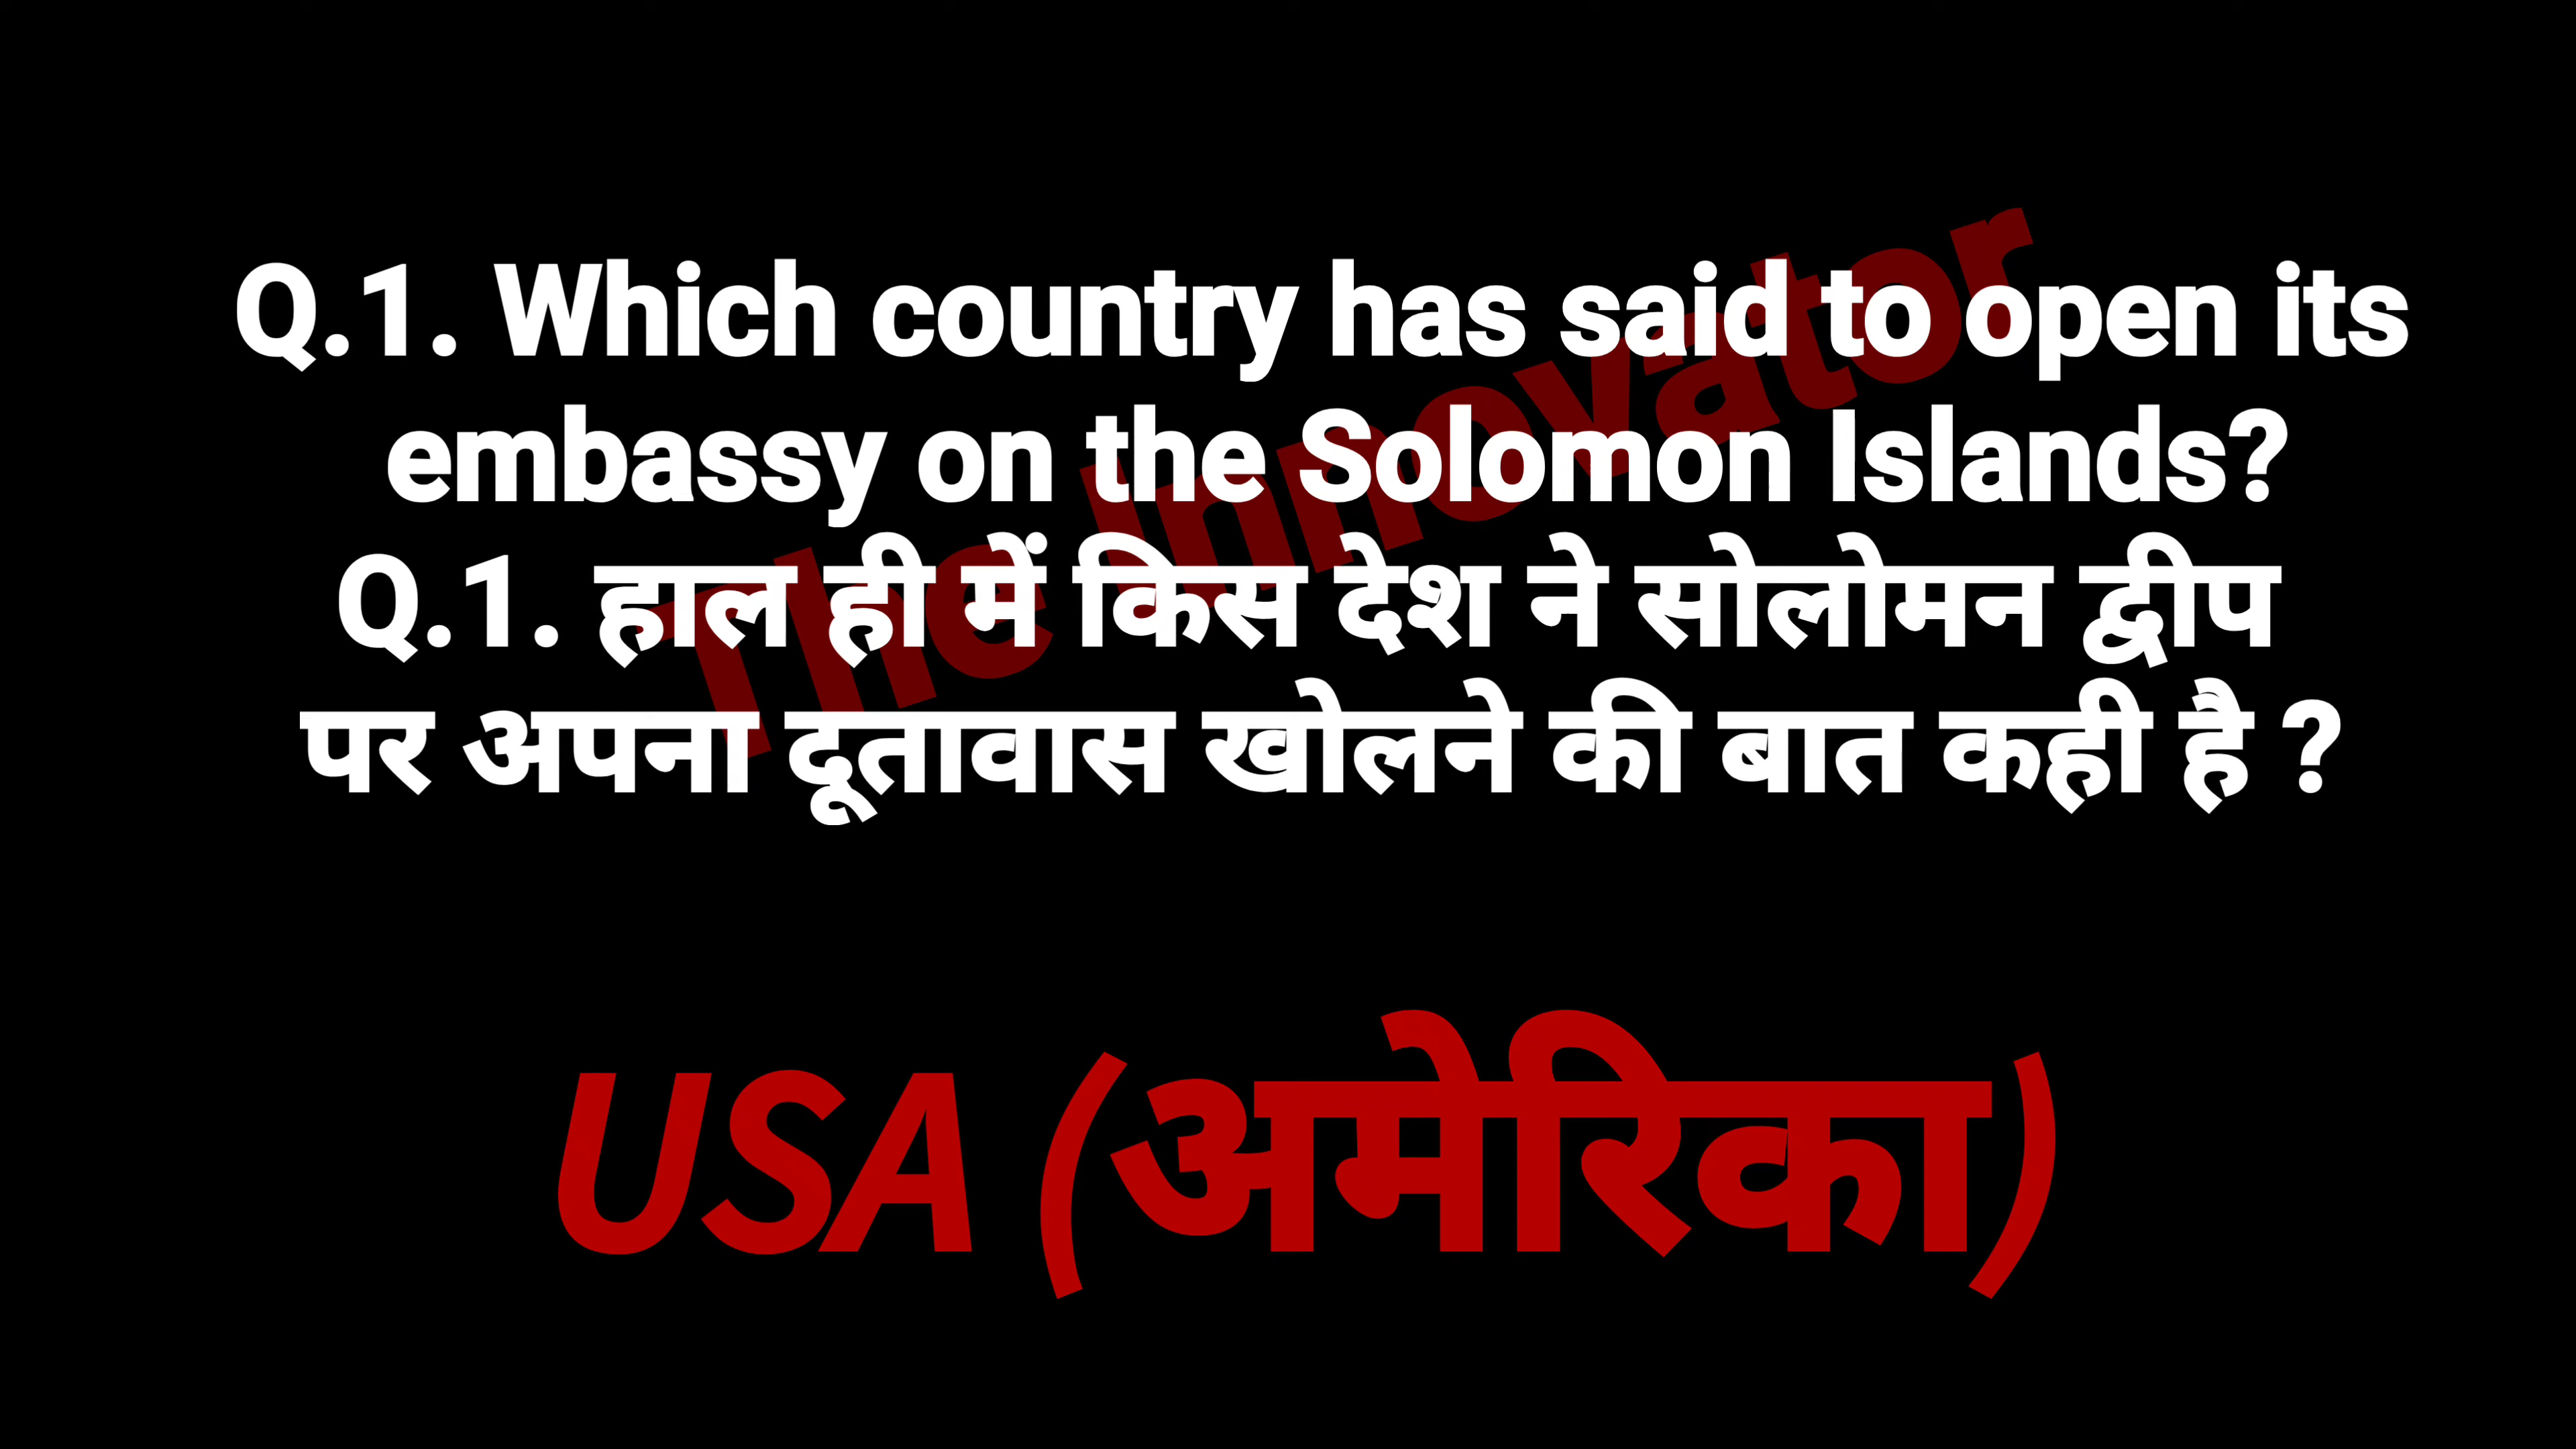 Q.1. Which country has said to open its
embassy on the Solomon Islands?
Q.1. हाल ही में किस देश ने सोलोमन द्वीप
पर अपना दूतावास खोलने की बात कही है ?
The Innovator
USA (अमेरिका)